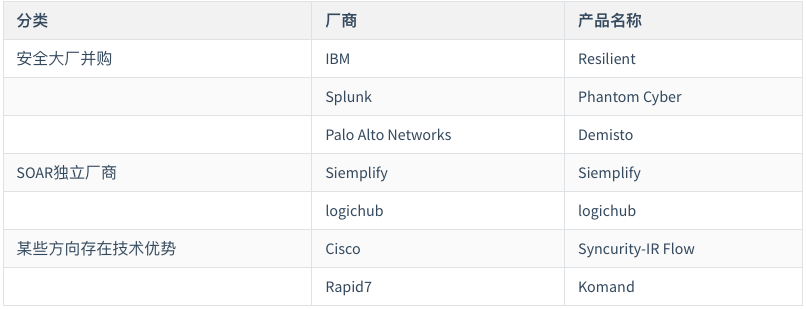 分类 厂商 产品名称
安全大厂并购 IBM Resilient
Splunk Phantom Cyber
Palo Alto Networks Demisto
SOAR独立厂商 Siemplify Siemplify
logichub logichub
某些方向存在技术优势 Cisco Syncurity-IR Flow
Rapid7 Komand